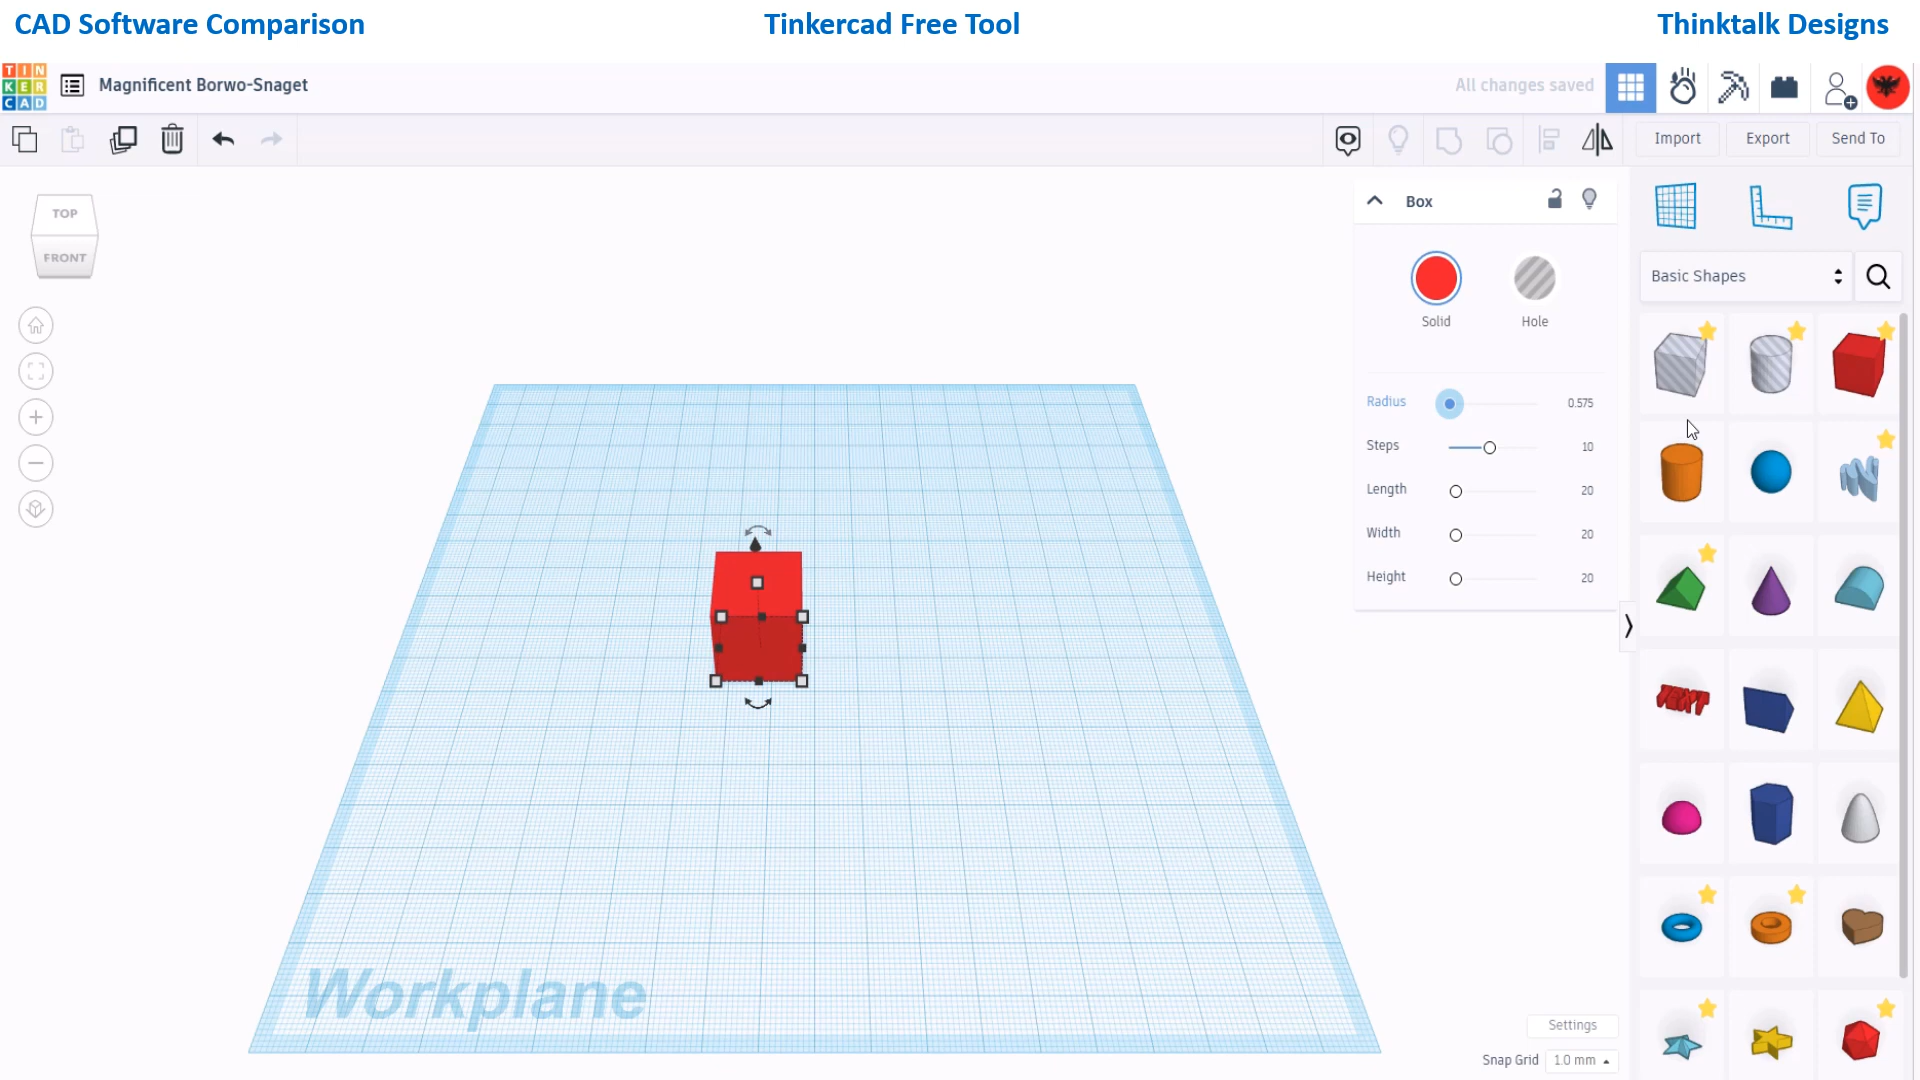 CAD Software Comparison
Tinkercad Free Tool
Thinktalk Designs
TIN
KER
CAD
Magnificent Borwo-Snaget
All changes saved
Import
Export
Send To
TOP
FRONT
Box
Solid
Hole
Radius
0.575
Steps
10
Length
20
Width
20
Height
20
Basic Shapes
TEXT
Workplane
Settings
Snap Grid
1.0 mm